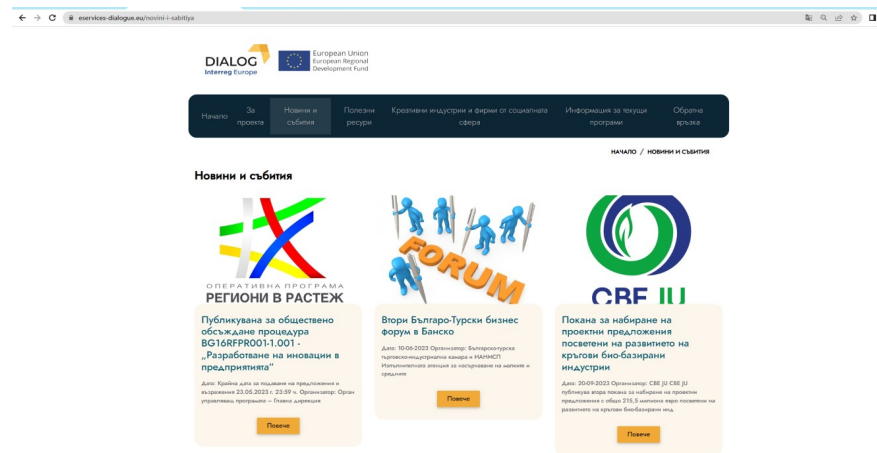 eservices-dialogue.eu/novini-i-sabitiya
DIALOG
Interreg Europe
European Union
European Regional
Development Fund
Начало
За
проекта
Новини и
събития
Полезни
ресурси
Креативни индустрии и фирми от социалната
сфера
Информация за текущи
програми
Обратна
връзка
НАЧАЛО / НОВИНИ И СЪБИТИЯ
Новини и събития
ОПЕРАТИВНА ПРОГРАМА
РЕГИОНИ В РАСТЕЖ
Публикувана за обществено
обсъждане процедура
BG16RFPR001-1.001 -
„Разработване на иновации в
предприятията“
Дата: Крайна дата за подаване на предложения и
възражения 23.05.2023 г. 23:59 ч. Организатор: Орган
управляващ програмата – Главна дирекция
Повече
FORUM
Втори Българо-Турски бизнес
форум в Банско
Дата: 10-06-2023 Организатор: Българско-турска
търговско-индустриална камара и ИАНМСП
Изпълнителната агенция за насърчаване на малките и
средните
Повече
CBE JU
Покана за набиране на
проектни предложения
посветени на развитието на
кръгови био-базирани
индустрии
Дата: 20-09-2023 Организатор: CBE JU CBE JU
публикува втора покана за набиране на проектни
предложения с общо 215,5 милиона евро посветени на
развитието на кръгови био-базирани инд
Повече